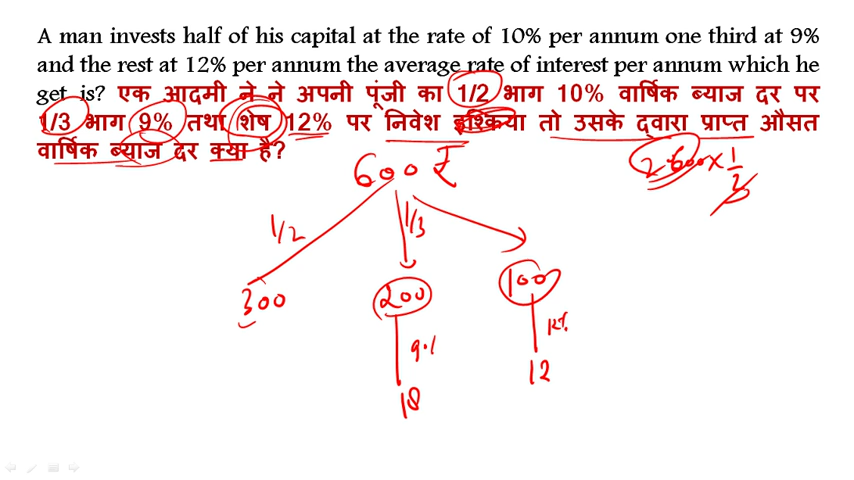 A man invests half of his capital at the rate of 10% per annum one third at 9%
and the rest at 12% per annum the average rate of interest per annum which he
get is? एक आदमी ने ने अपनी पूंजी का 1/2 भाग 10% वार्षिक ब्याज दर पर
1/3 भाग 9% तथा शेष 12% पर निवेश किया तो उसके द्वारा प्राप्त औसत
वार्षिक ब्याज दर क्या है?
600 ₹
600 x 1/2
1/2
1/3
300
200
100
9%
12%
18
12